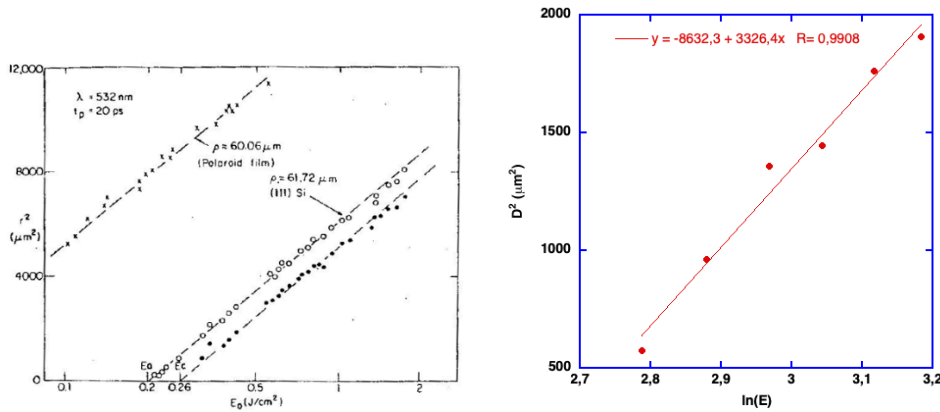 12,000
λ = 532 nm
tp = 20 ps
ρ ≈ 60.06 μm
(Polaroid film)
8000
ρ = 61.72 μm
(111) Si
r²
(μm²)
4000
Ea
Ec
0
0.1
0.2
0.26
0.5
1
2
E₀ (J/cm²)
2000
y = -8632,3 + 3326,4x R= 0,9908
1500
D² (μm²)
1000
500
2,7
2,8
2,9
3
3,1
3,2
ln(E)